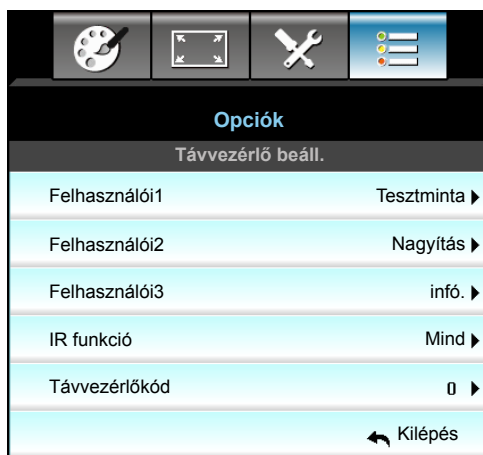 Opciók
Távvezérlő beáll.
Felhasználói1 Tesztminta
Felhasználói2 Nagyítás
Felhasználói3 infó.
IR funkció Mind
Távvezérlőkód 0
Kilépés